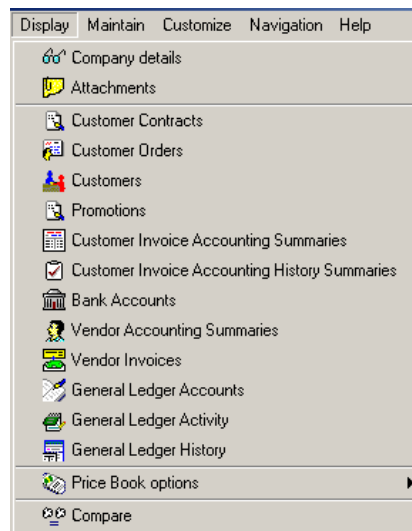 Display Maintain Customize Navigation Help
Company details
Attachments
Customer Contracts
Customer Orders
Customers
Promotions
Customer Invoice Accounting Summaries
Customer Invoice Accounting History Summaries
Bank Accounts
Vendor Accounting Summaries
Vendor Invoices
General Ledger Accounts
General Ledger Activity
General Ledger History
Price Book options
Compare